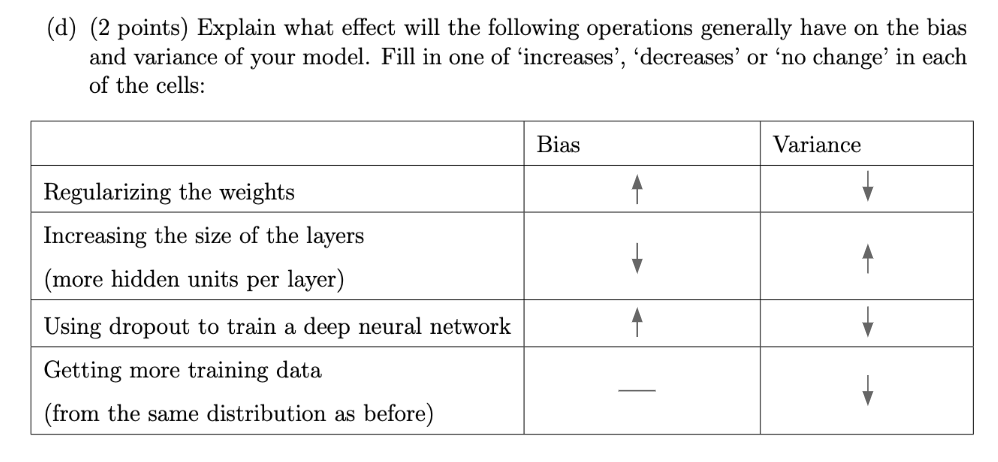 (d) (2 points) Explain what effect will the following operations generally have on the bias
and variance of your model. Fill in one of ‘increases’, ‘decreases’ or ‘no change’ in each
of the cells:
Bias Variance
Regularizing the weights ↑ ↓
Increasing the size of the layers
(more hidden units per layer) ↓ ↑
Using dropout to train a deep neural network ↑ ↓
Getting more training data
(from the same distribution as before) — ↓